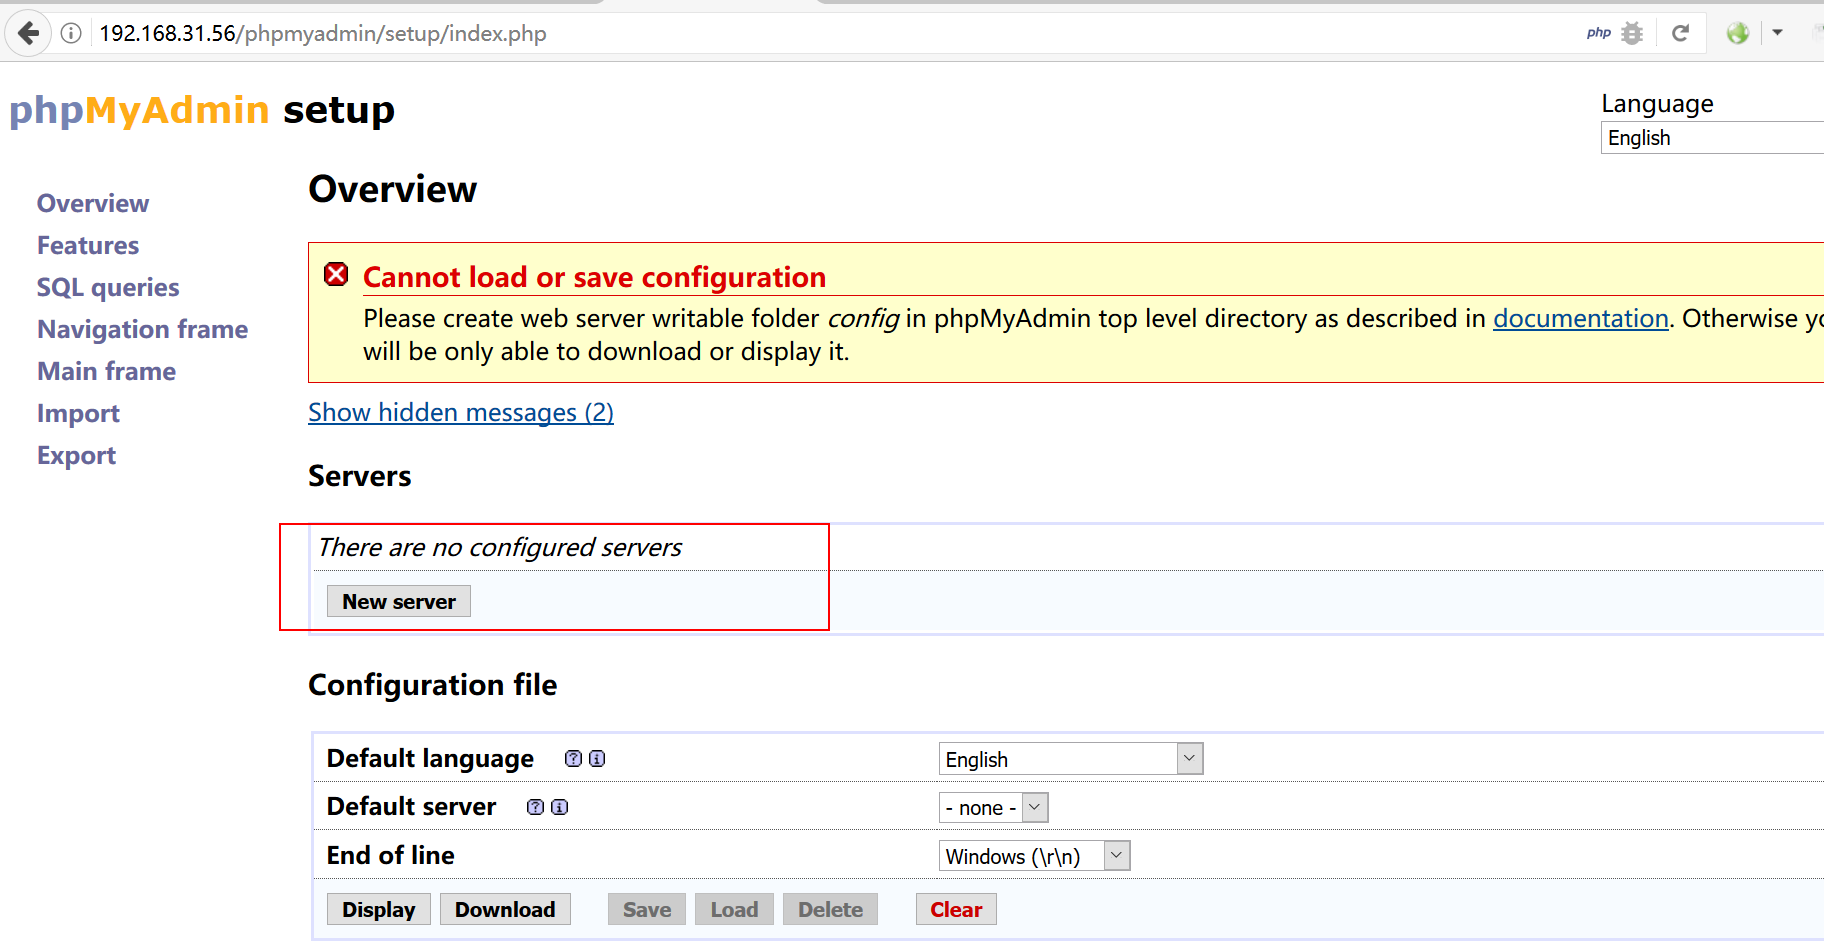 192.168.31.56/phpmyadmin/setup/index.php
php
phpMyAdmin setup
Language
English
Overview
Features
SQL queries
Navigation frame
Main frame
Import
Export
Overview
Cannot load or save configuration
Please create web server writable folder config in phpMyAdmin top level directory as described in documentation. Otherwise
will be only able to download or display it.
Show hidden messages (2)
Servers
There are no configured servers
New server
Configuration file
Default language
English
Default server
- none -
End of line
Windows (\r\n)
Display Download Save Load Delete Clear